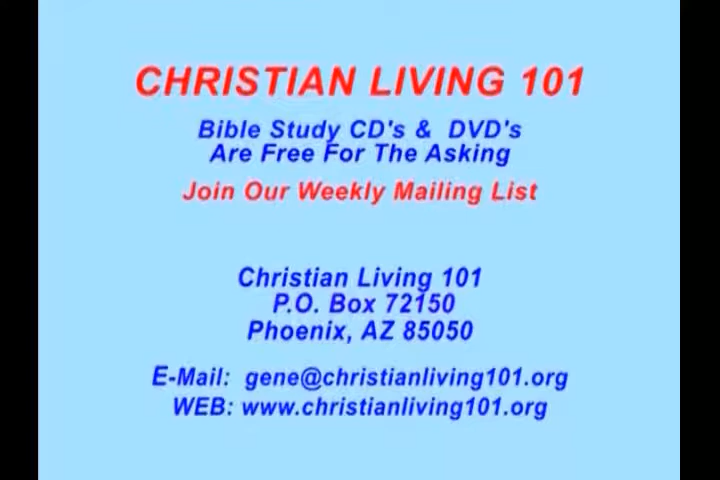 CHRISTIAN LIVING 101
Bible Study CD's & DVD's
Are Free For The Asking
Join Our Weekly Mailing List
Christian Living 101
P.O. Box 72150
Phoenix, AZ 85050
E-Mail: gene@christianliving101.org
WEB: www.christianliving101.org